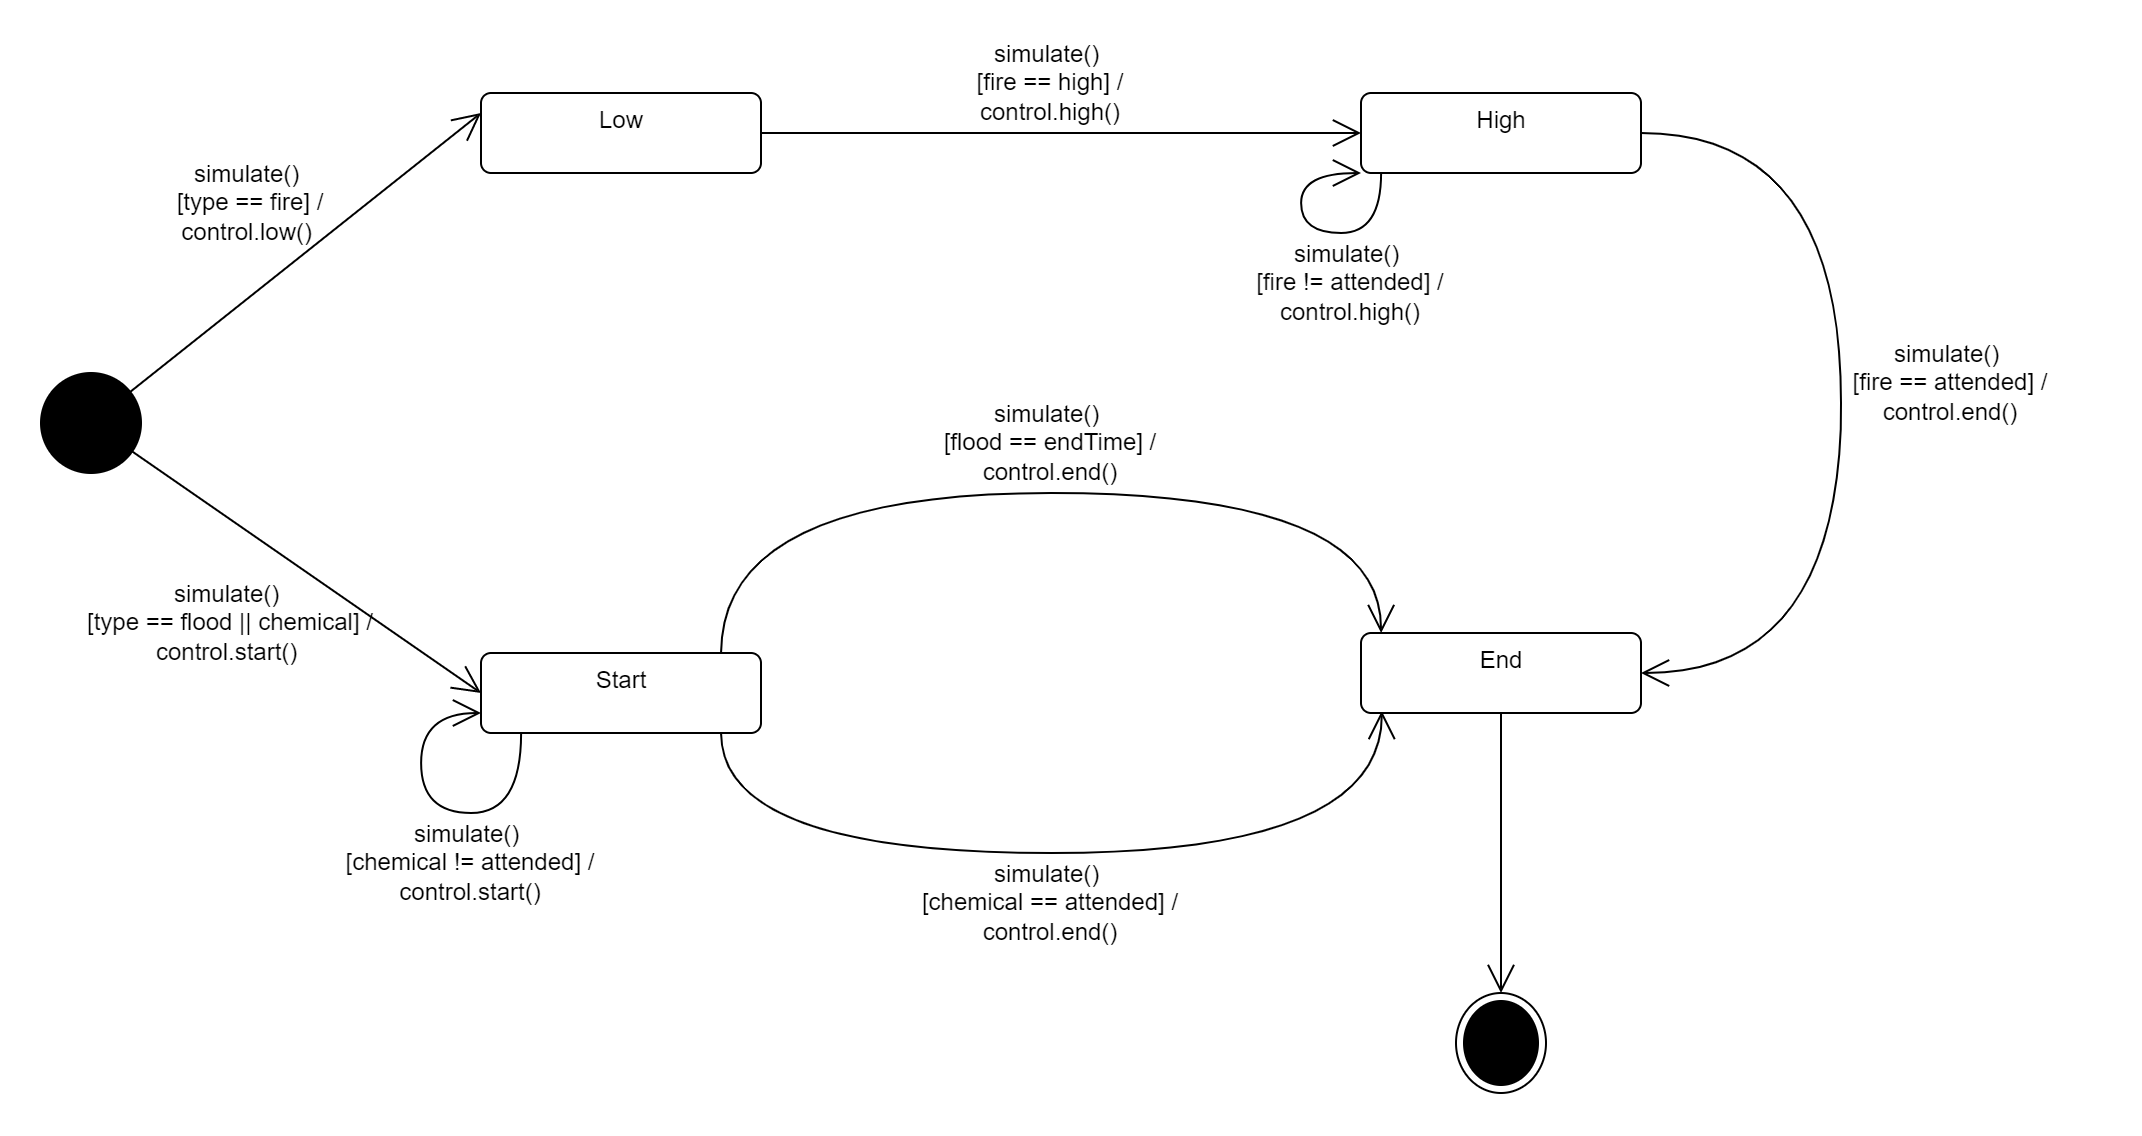 simulate()
[fire == high] /
control.high()
Low
High
simulate()
[type == fire] /
control.low()
simulate()
[fire != attended] /
control.high()
simulate()
[fire == attended] /
control.end()
simulate()
[flood == endTime] /
control.end()
simulate()
[type == flood || chemical] /
control.start()
Start
End
simulate()
[chemical != attended] /
control.start()
simulate()
[chemical == attended] /
control.end()